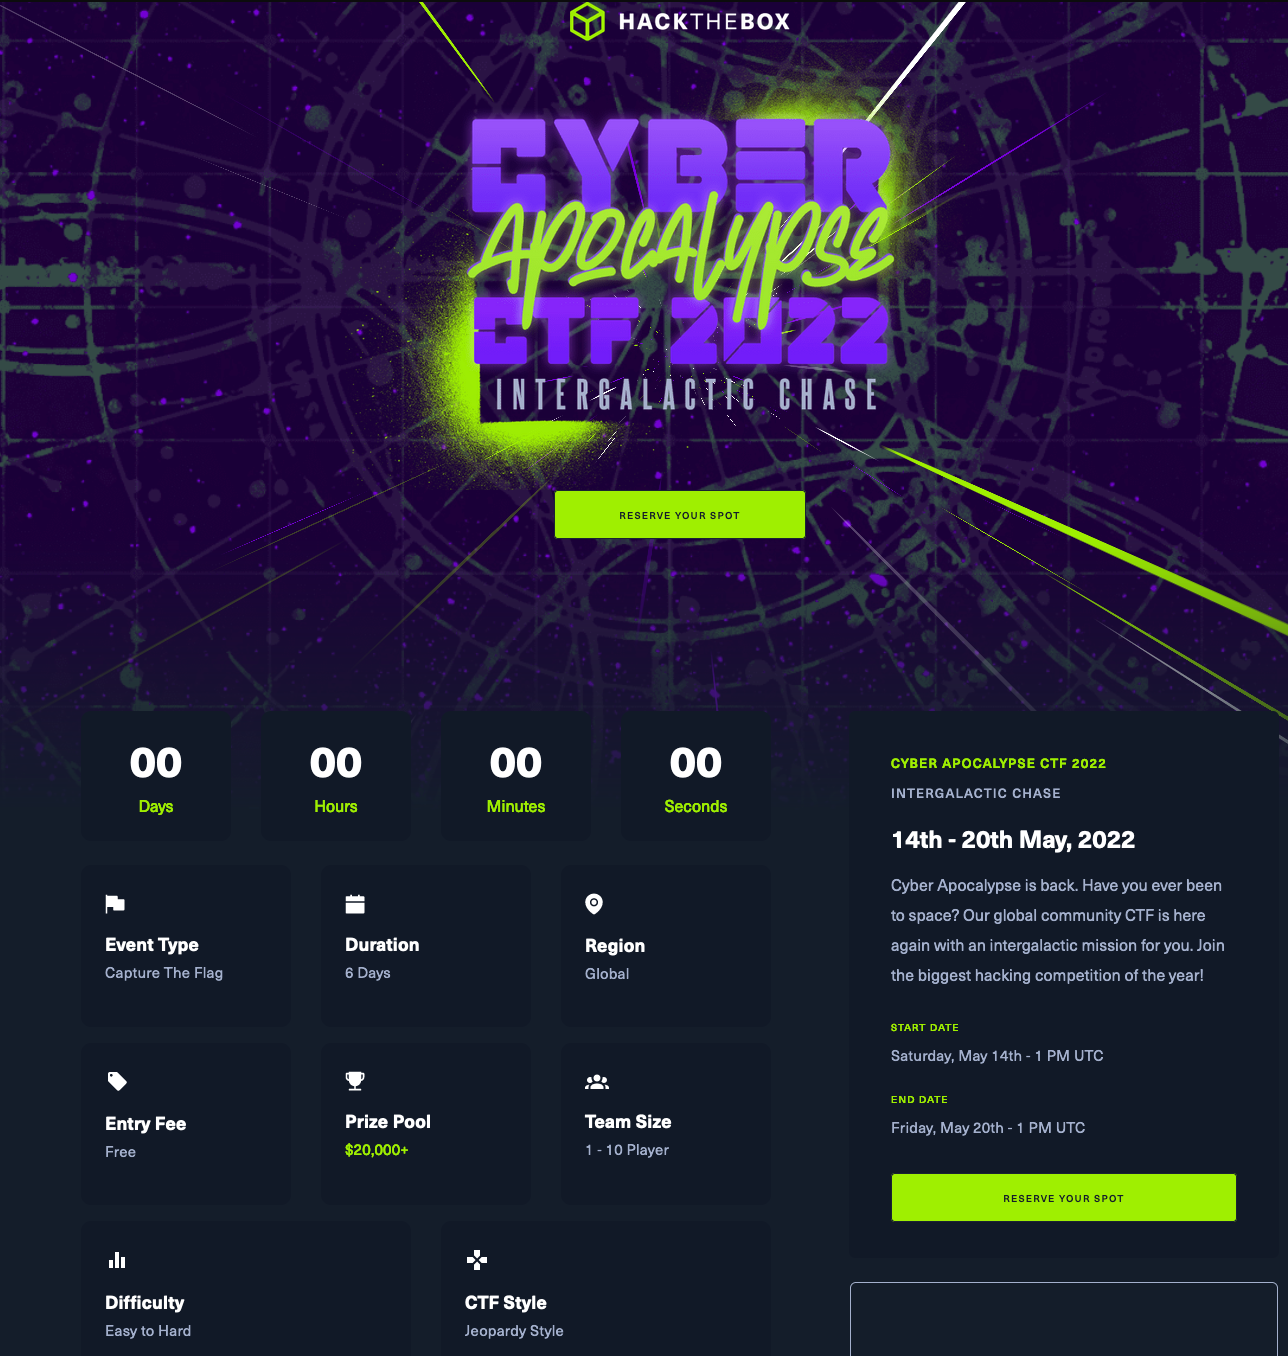 HACKTHEBOX
CYBER
APOCALYPSE
CTF 2022
INTERGALACTIC CHASE
RESERVE YOUR SPOT
00
Days
00
Hours
00
Minutes
00
Seconds
Event Type
Capture The Flag
Duration
6 Days
Region
Global
Entry Fee
Free
Prize Pool
$20,000+
Team Size
1 - 10 Player
Difficulty
Easy to Hard
CTF Style
Jeopardy Style
CYBER APOCALYPSE CTF 2022
INTERGALACTIC CHASE
14th - 20th May, 2022
Cyber Apocalypse is back. Have you ever been
to space? Our global community CTF is here
again with an intergalactic mission for you. Join
the biggest hacking competition of the year!
START DATE
Saturday, May 14th - 1 PM UTC
END DATE
Friday, May 20th - 1 PM UTC
RESERVE YOUR SPOT